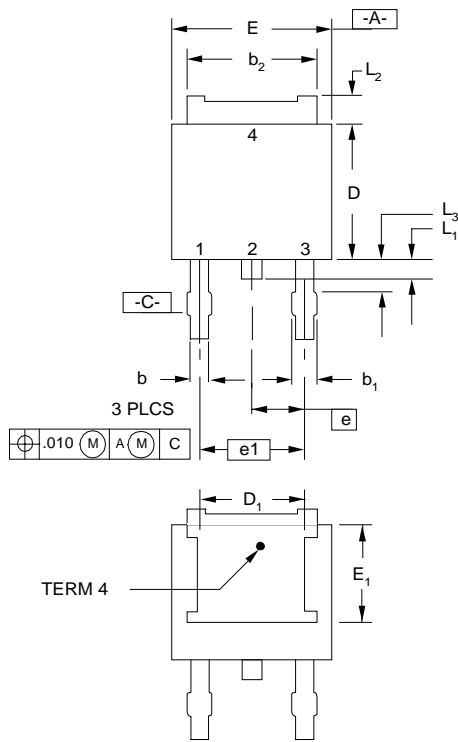 E
-A-
b2
L2
4
D
L3
L1
1 2 3
-C-
b
b1
3 PLCS
e
.010 M A M C
e1
D1
TERM 4
E1